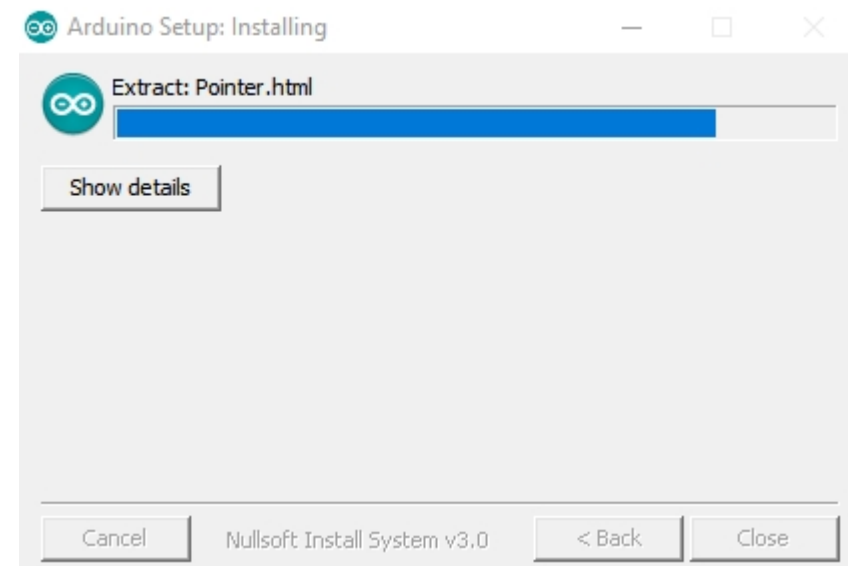 Arduino Setup: Installing
Extract: Pointer.html
Show details
Cancel
Nullsoft Install System v3.0
< Back
Close